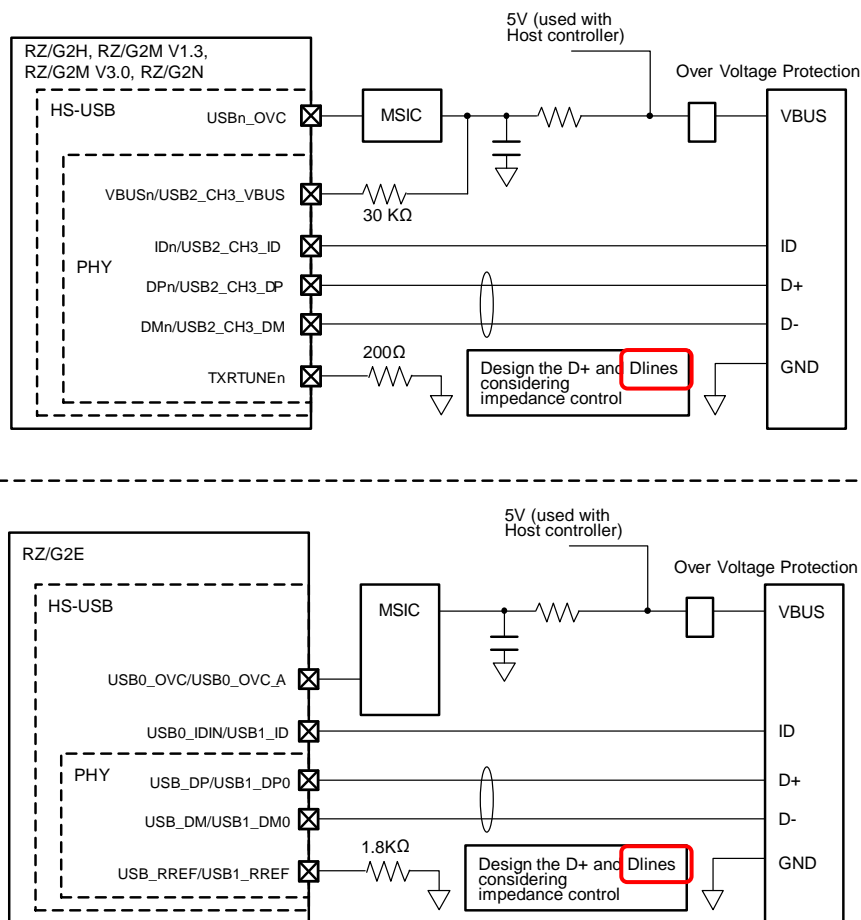 5V (used with
Host controller)
RZ/G2H, RZ/G2M V1.3,
RZ/G2M V3.0, RZ/G2N
Over Voltage Protection
HS-USB
USBn_OVC
MSIC
VBUS
VBUSn/USB2_CH3_VBUS
30 KΩ
IDn/USB2_CH3_ID
ID
PHY
DPn/USB2_CH3_DP
D+
DMn/USB2_CH3_DM
D-
200Ω
TXRTUNEn
Design the D+ and Dlines
considering
impedance control
GND
5V (used with
Host controller)
RZ/G2E
Over Voltage Protection
HS-USB
MSIC
VBUS
USB0_OVC/USB0_OVC_A
USB0_IDIN/USB1_ID
ID
PHY
USB_DP/USB1_DP0
D+
USB_DM/USB1_DM0
D-
1.8KΩ
USB_RREF/USB1_RREF
Design the D+ and Dlines
considering
impedance control
GND